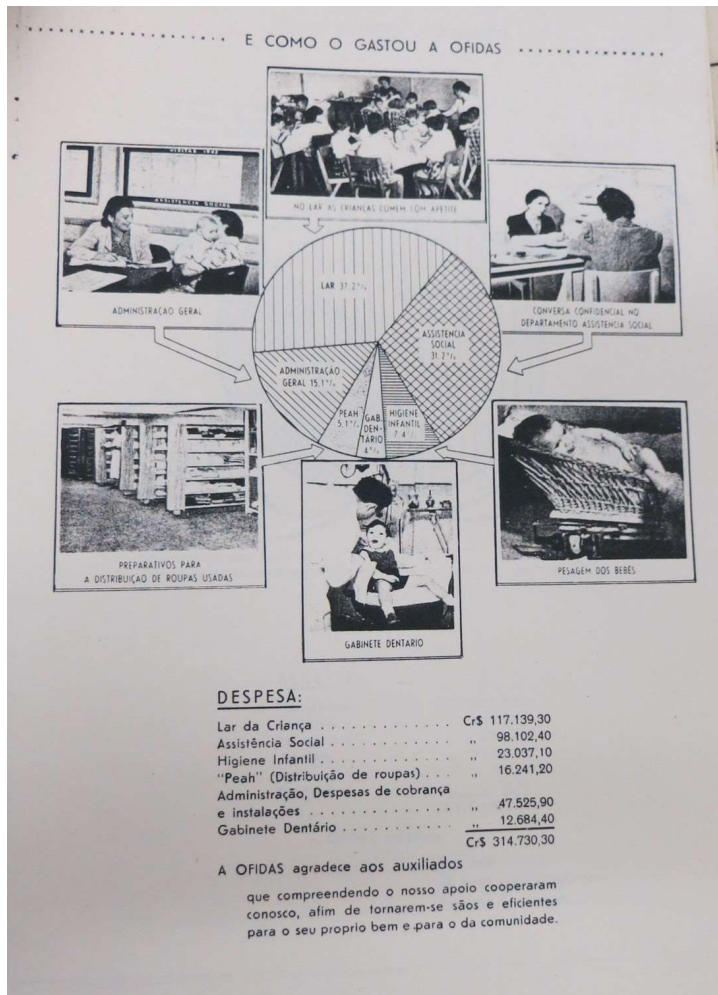 E COMO O GASTOU A OFIDAS
ASSISTENCIA SOCIAL
NO LAR AS CRIANÇAS COMEM COM APETITE
ADMINISTRAÇÃO GERAL
CONVERSA CONFIDENCIAL NO
DEPARTAMENTO ASSISTENCIA SOCIAL
LAR 37.2%
ASSISTENCIA
SOCIAL
31.2%
ADMINISTRAÇÃO
GERAL 15.1%
PEAH
5.1%
GAB.
DEN-
TÁRIO
4%
HIGIENE
INFANTIL
7.4%
PREPARATIVOS PARA
A DISTRIBUIÇÃO DE ROUPAS USADAS
PESAGEM DOS BEBÉS
GABINETE DENTARIO
DESPESA:
Lar da Criança . . . . . . . . . . . . . Cr$ 117.139,30
Assistência Social . . . . . . . . . . . . „ 98.102,40
Higiene Infantil . . . . . . . . . . . . . „ 23.037,10
"Peah" (Distribuição de roupas) . . . „ 16.241,20
Administração, Despesas de cobrança
e instalações . . . . . . . . . . . . . . „ 47.525,90
Gabinete Dentário . . . . . . . . . . . „ 12.684,40
Cr$ 314.730,30
A OFIDAS agradece aos auxiliados
que compreendendo o nosso apoio cooperaram
conosco, afim de tornarem-se sãos e eficientes
para o seu proprio bem e para o da comunidade.